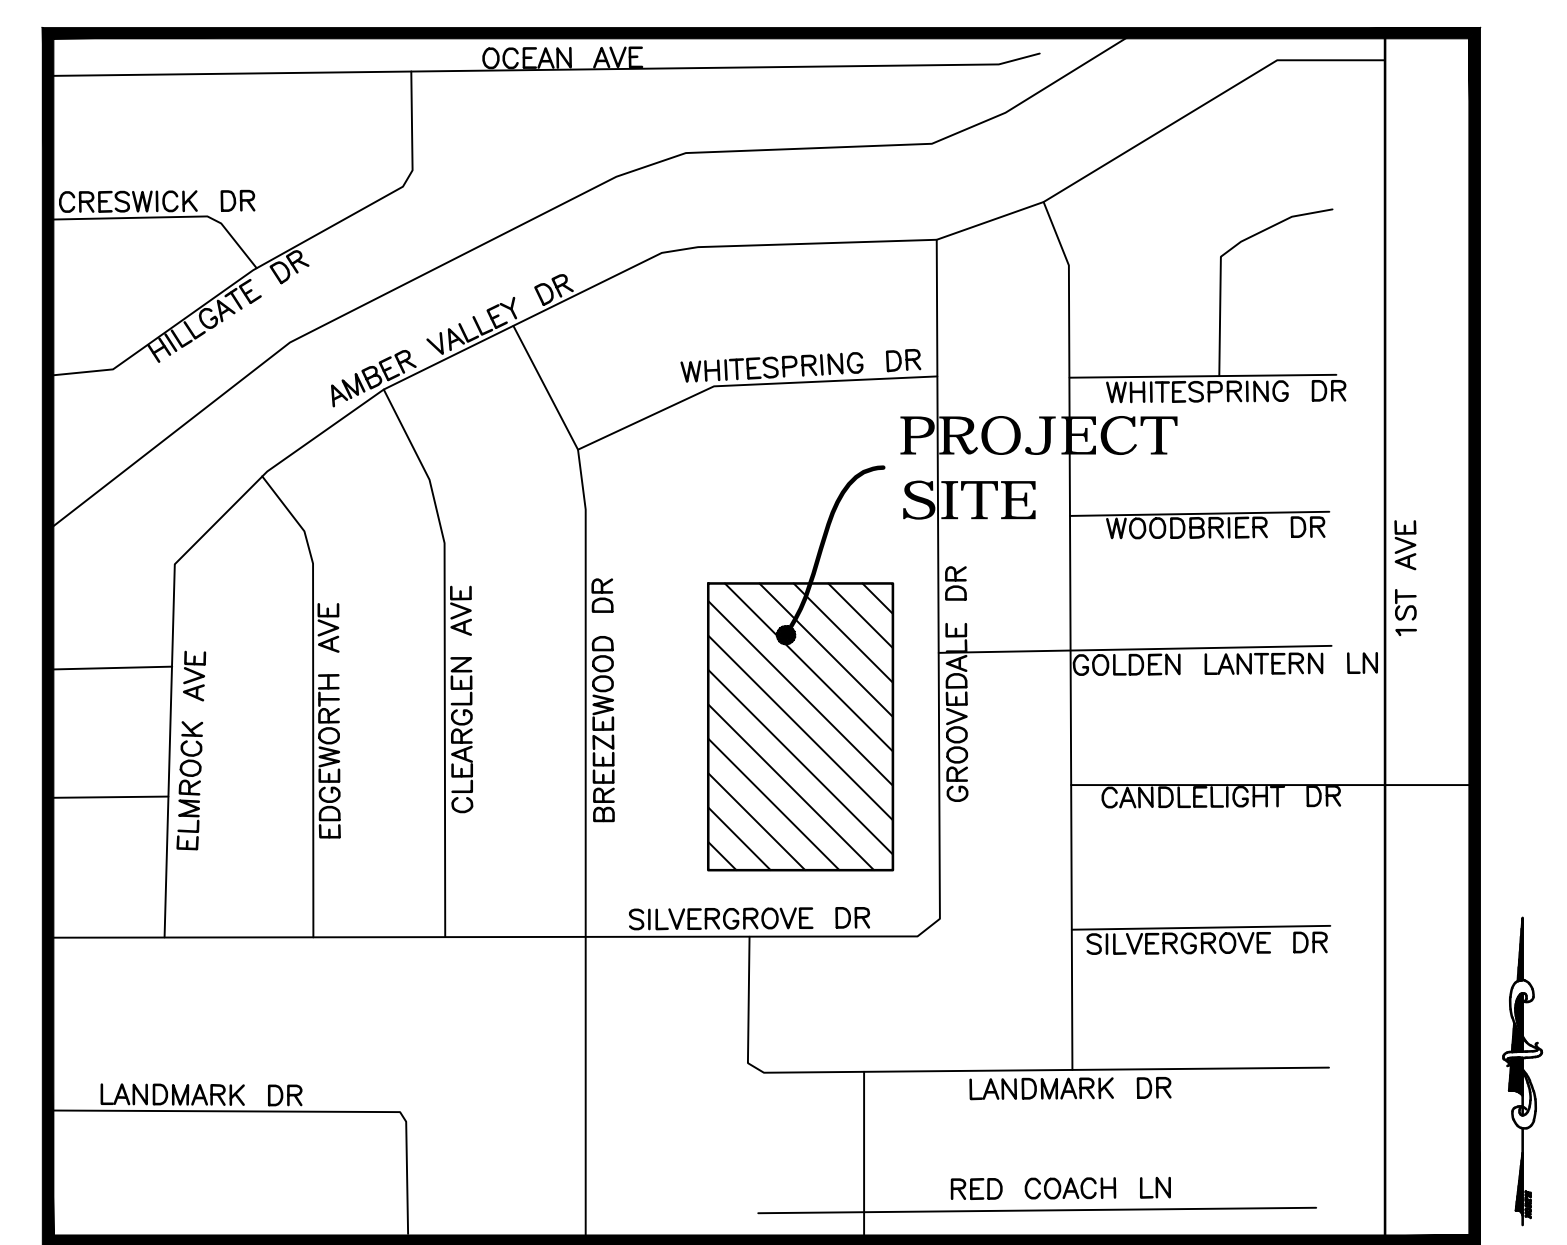 OCEAN AVE
CRESWICK DR
HILLGATE DR
AMBER VALLEY DR
WHITESPRING DR
WHITESPRING DR
PROJECT
SITE
WOODBRIER DR
1ST AVE
GROOVEDALE DR
GOLDEN LANTERN LN
ELMROCK AVE
EDGEWORTH AVE
CLEARGLEN AVE
BREEZEWOOD DR
CANDLELIGHT DR
SILVERGROVE DR
SILVERGROVE DR
LANDMARK DR
LANDMARK DR
RED COACH LN